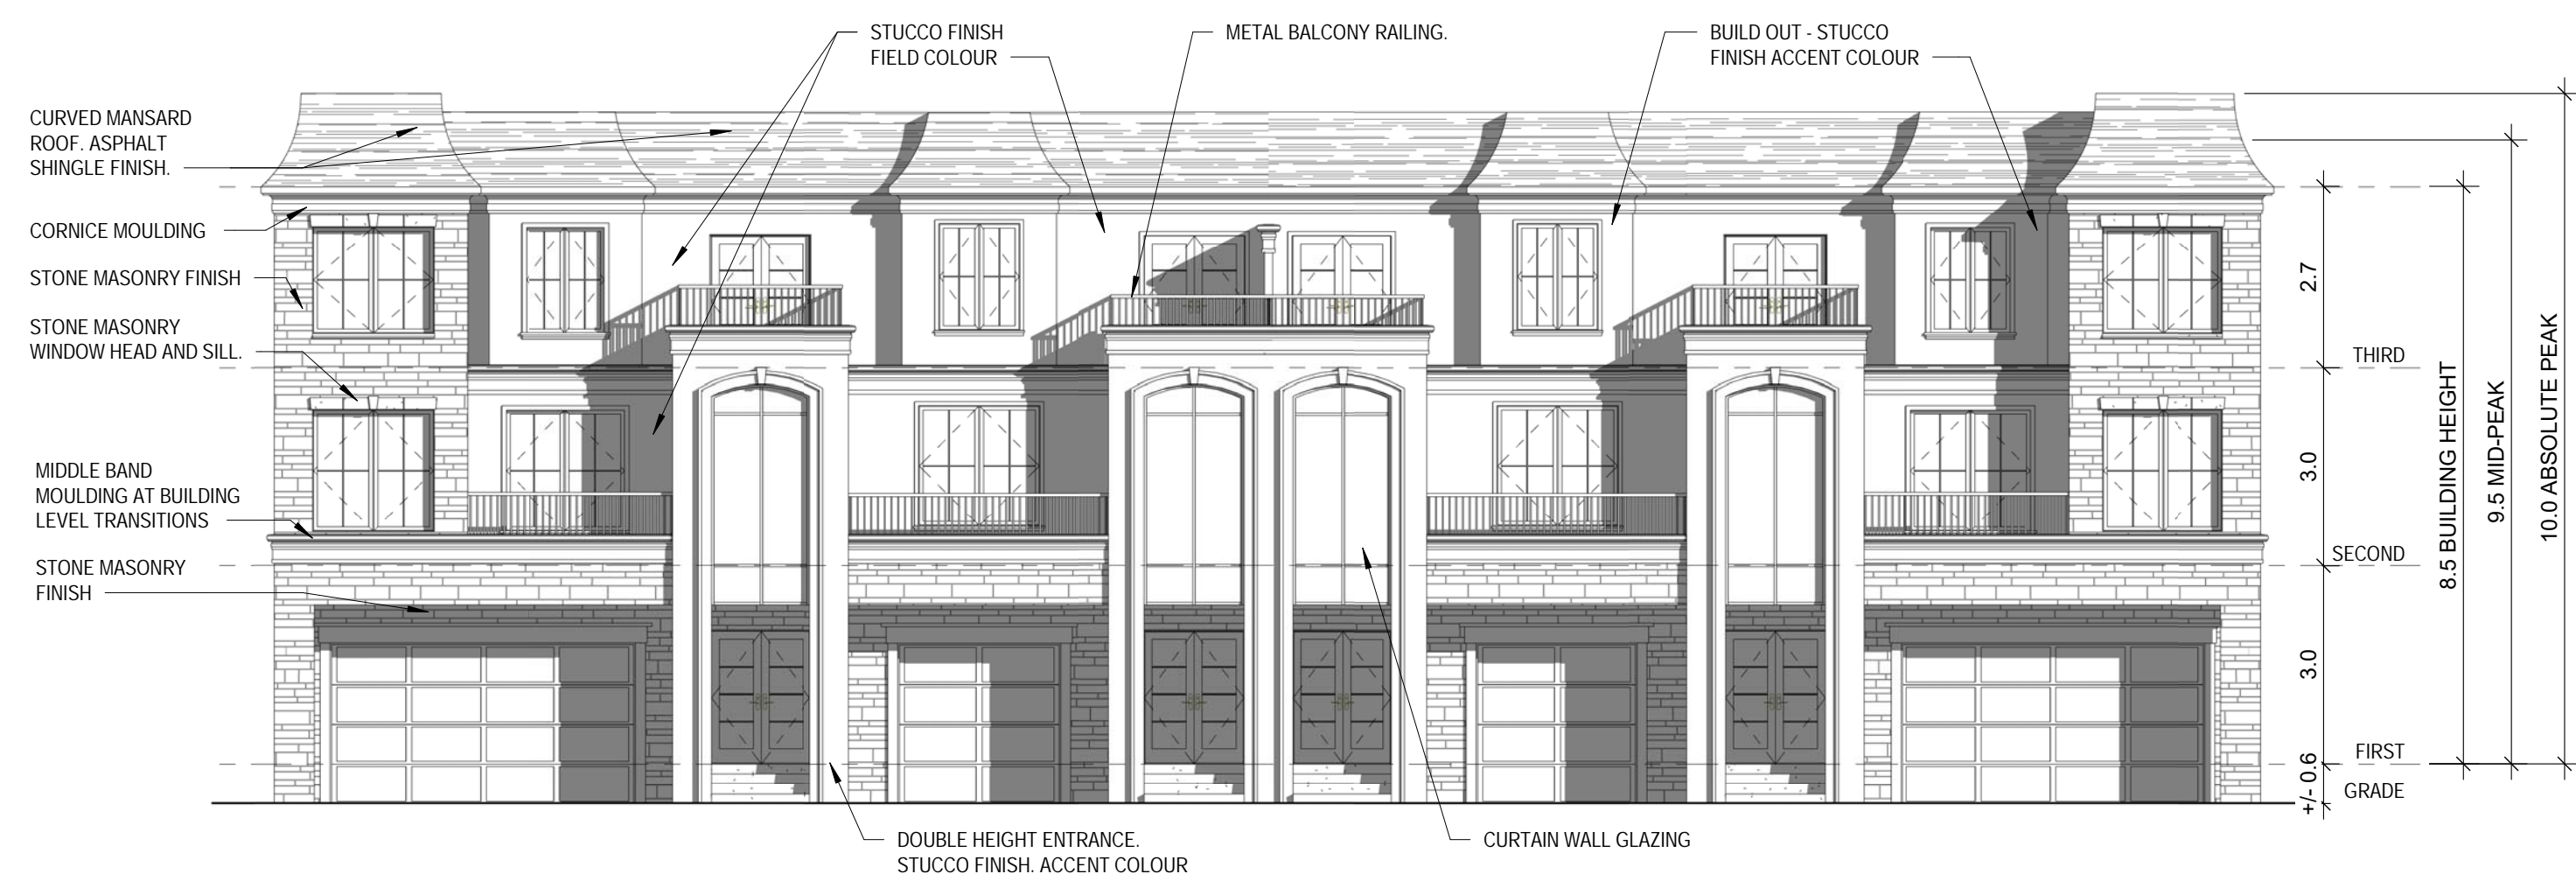 STUCCO FINISH
FIELD COLOUR
METAL BALCONY RAILING.
BUILD OUT - STUCCO
FINISH ACCENT COLOUR
CURVED MANSARD
ROOF. ASPHALT
SHINGLE FINISH.
CORNICE MOULDING
STONE MASONRY FINISH
STONE MASONRY
WINDOW HEAD AND SILL.
MIDDLE BAND
MOULDING AT BUILDING
LEVEL TRANSITIONS
STONE MASONRY
FINISH
DOUBLE HEIGHT ENTRANCE.
STUCCO FINISH. ACCENT COLOUR
CURTAIN WALL GLAZING
2.7
3.0
3.0
+/- 0.6
THIRD
SECOND
FIRST
GRADE
8.5 BUILDING HEIGHT
9.5 MID-PEAK
10.0 ABSOLUTE PEAK